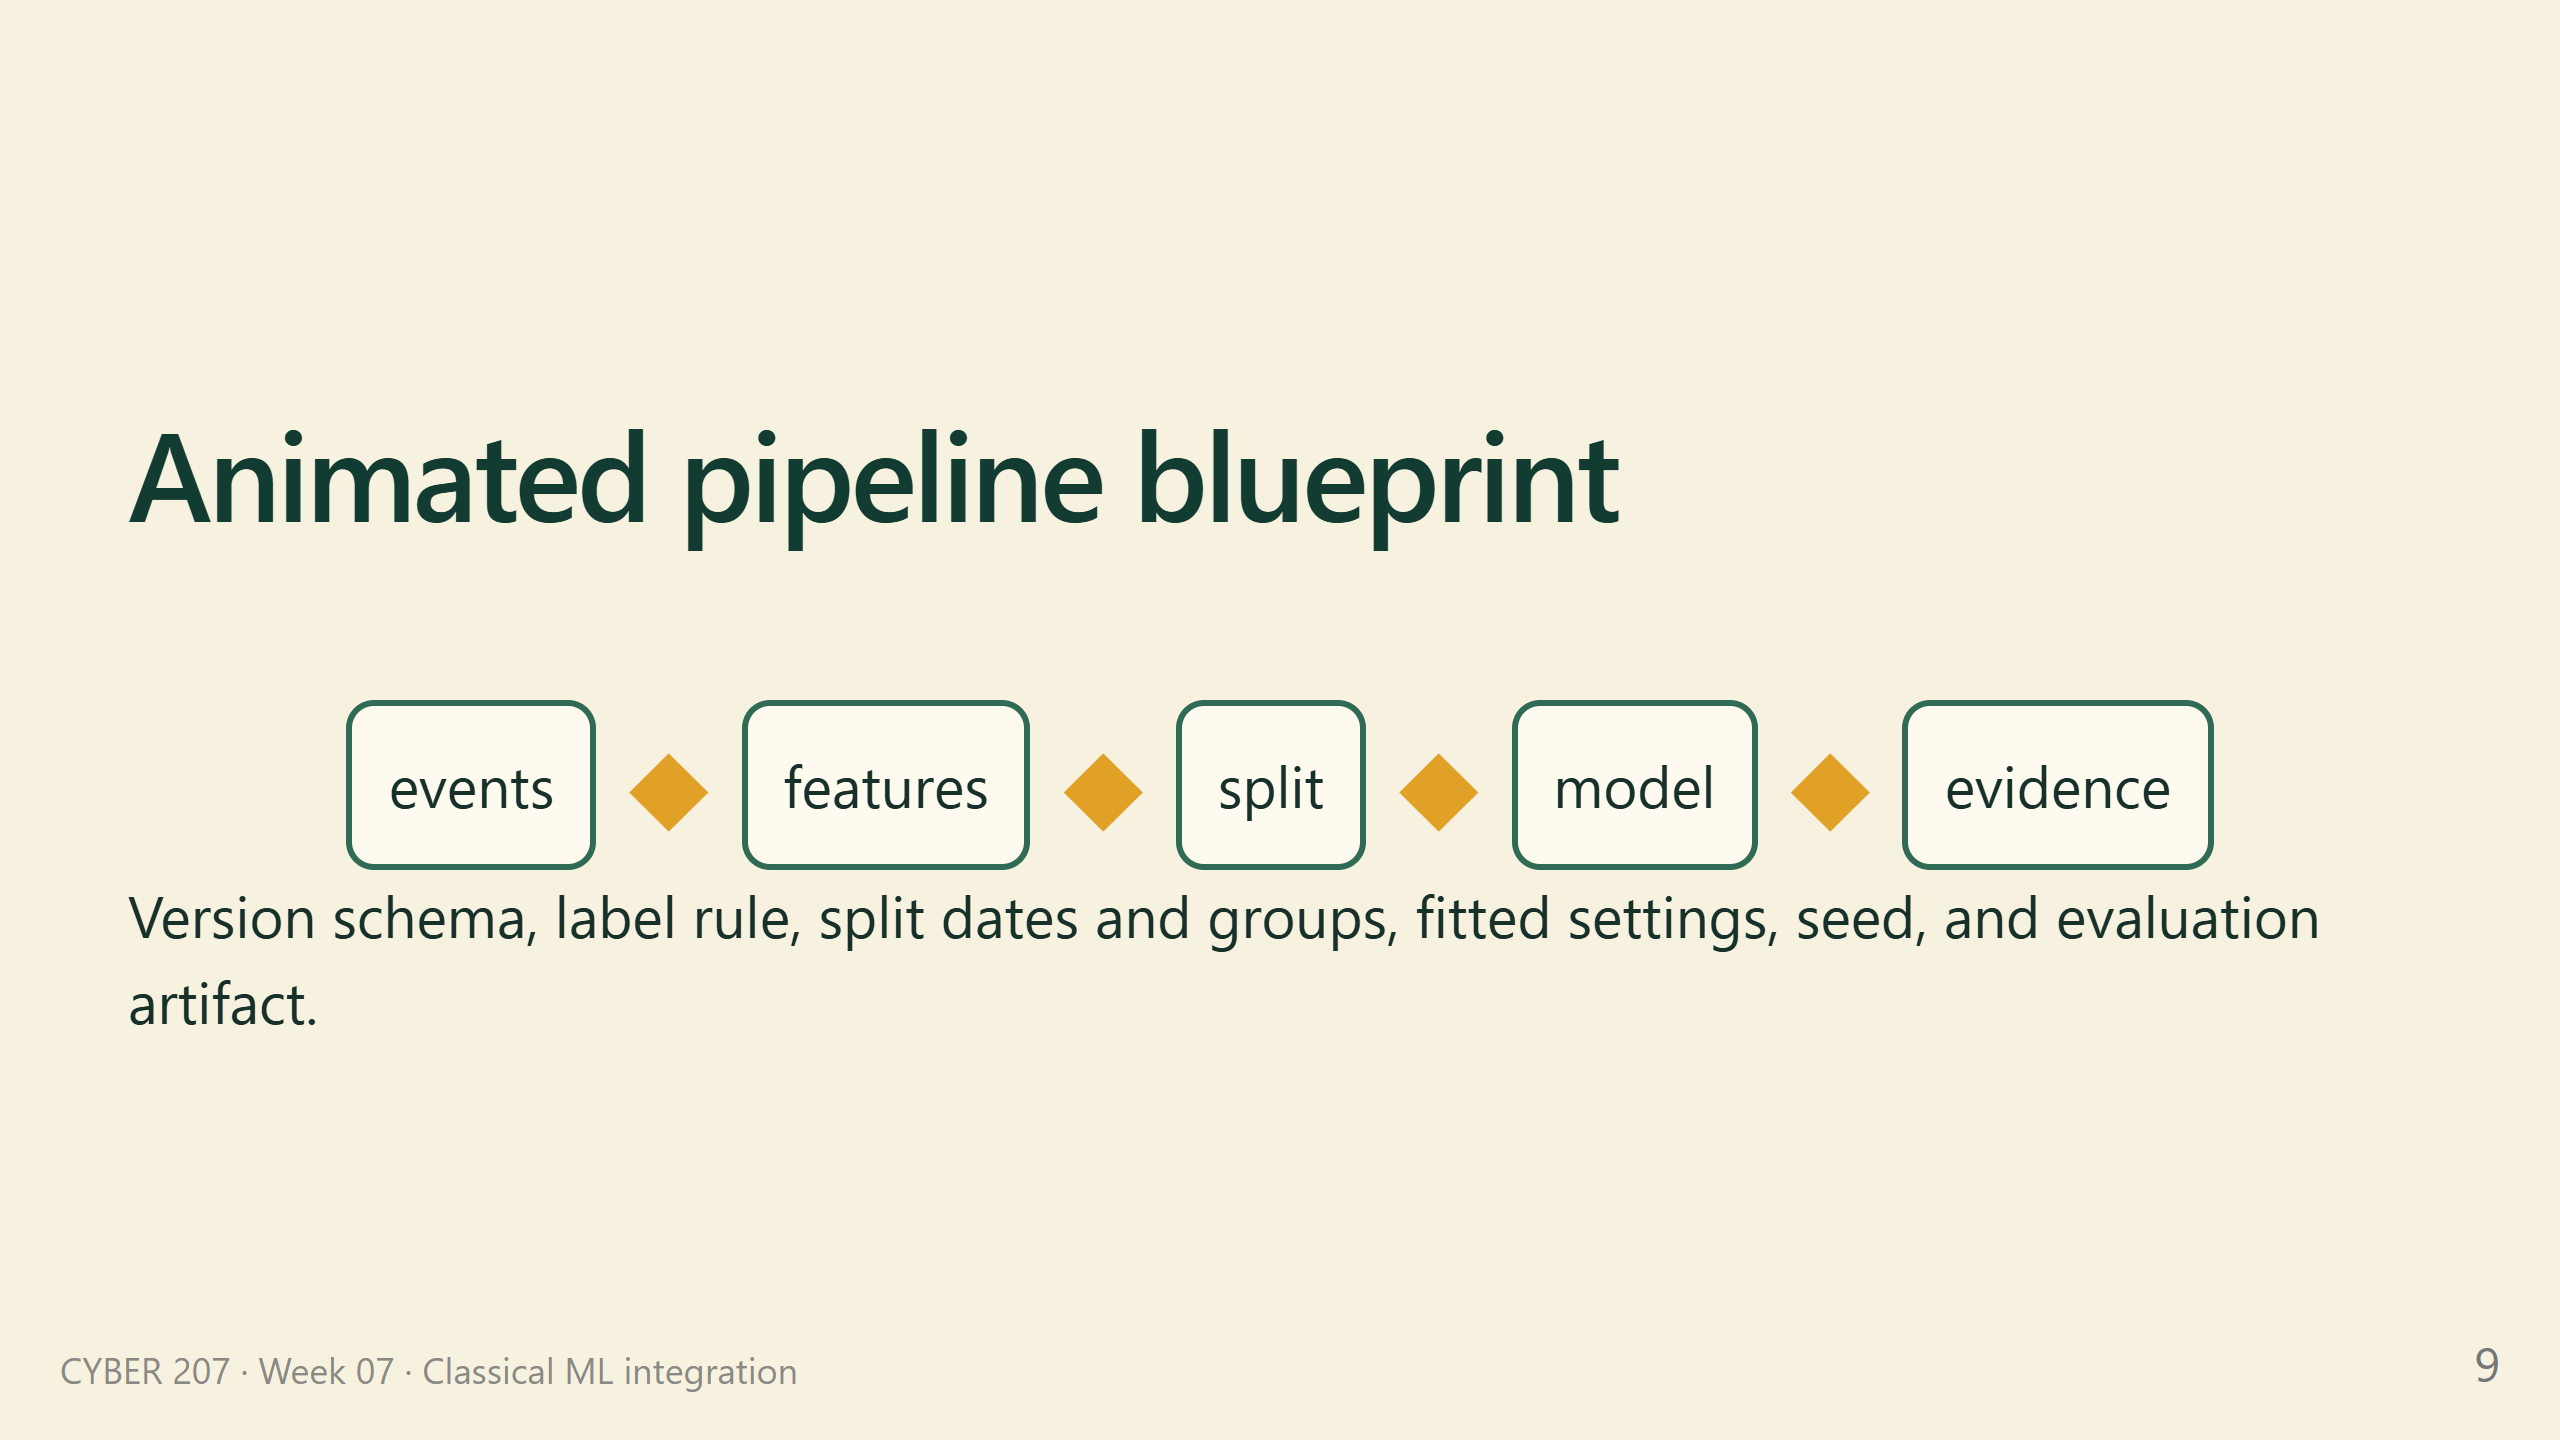 Animated pipeline blueprint
events features split model evidence
Version schema, label rule, split dates and groups, fitted settings, seed, and evaluation
artifact.
CYBER 207 · Week 07 · Classical ML integration
9